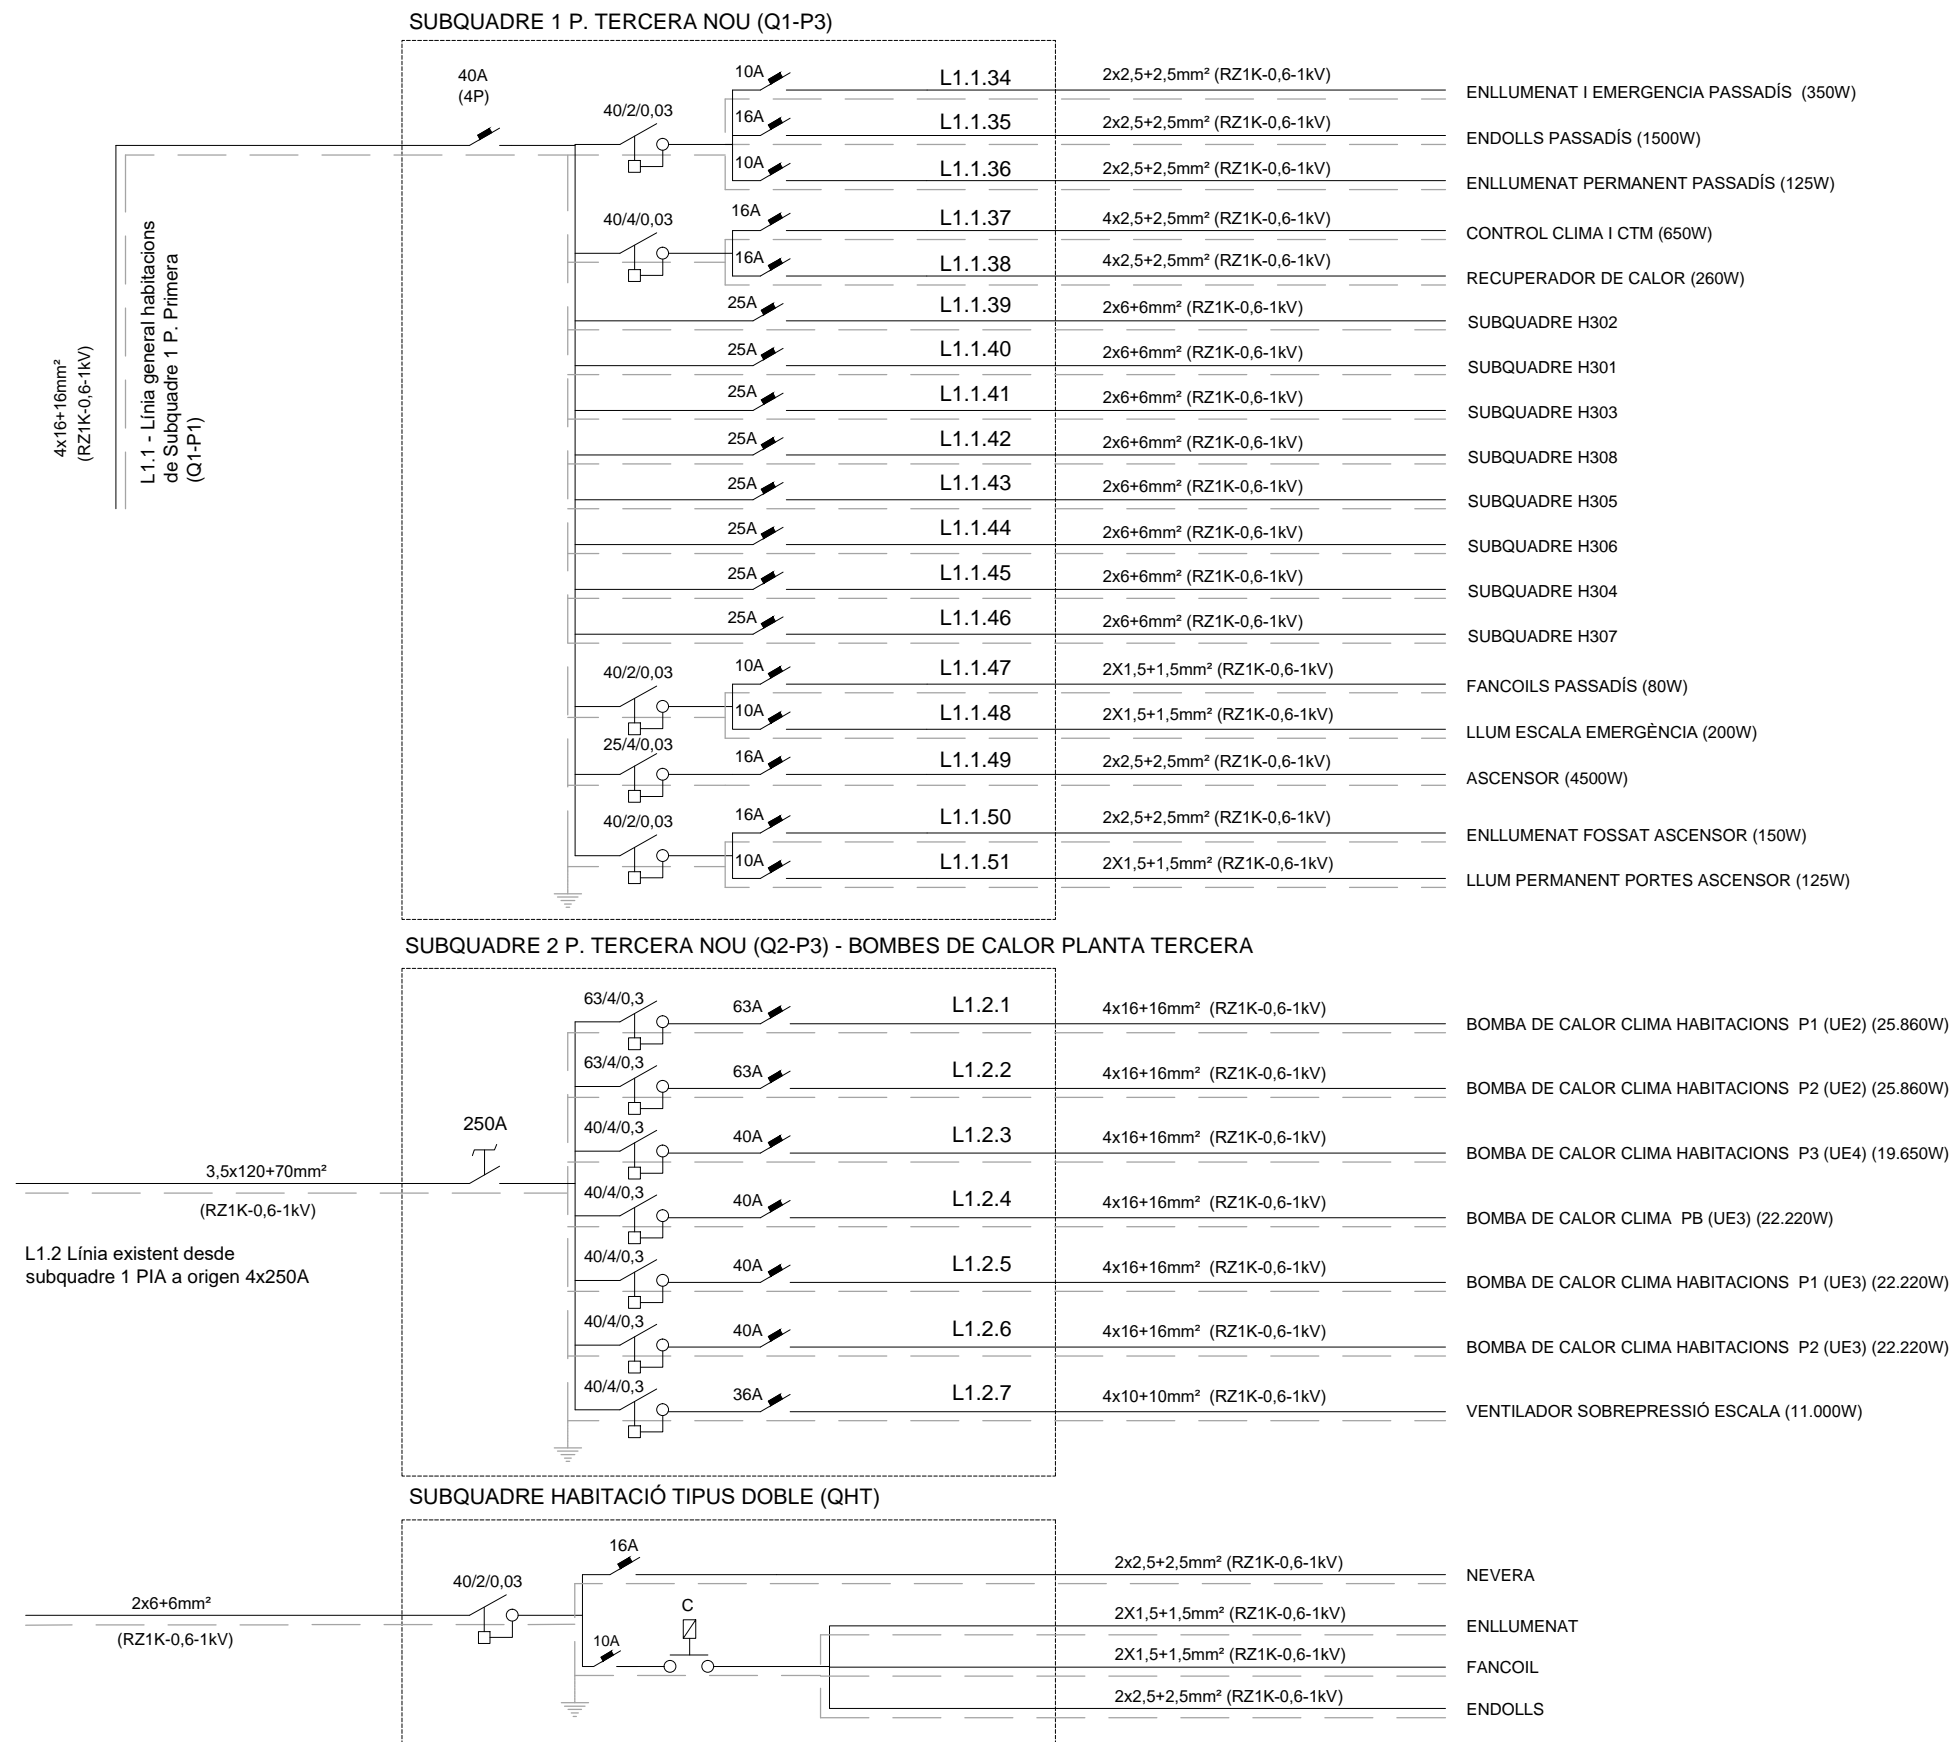 SUBQUADRE 1 P. TERCERA NOU (Q1-P3)
40A
(4P)
4x16+16mm²
(RZ1K-0,6-1kV)
L1.1 - Línia general habitacions
de Subquadre 1 P. Primera
(Q1-P1)
40/2/0,03
10A L1.1.34 2x2,5+2,5mm² (RZ1K-0,6-1kV) ENLLUMENAT I EMERGENCIA PASSADÍS (350W)
16A L1.1.35 2x2,5+2,5mm² (RZ1K-0,6-1kV) ENDOLLS PASSADÍS (1500W)
10A L1.1.36 2x2,5+2,5mm² (RZ1K-0,6-1kV) ENLLUMENAT PERMANENT PASSADÍS (125W)
40/4/0,03
16A L1.1.37 4x2,5+2,5mm² (RZ1K-0,6-1kV) CONTROL CLIMA I CTM (650W)
16A L1.1.38 4x2,5+2,5mm² (RZ1K-0,6-1kV) RECUPERADOR DE CALOR (260W)
25A L1.1.39 2x6+6mm² (RZ1K-0,6-1kV) SUBQUADRE H302
25A L1.1.40 2x6+6mm² (RZ1K-0,6-1kV) SUBQUADRE H301
25A L1.1.41 2x6+6mm² (RZ1K-0,6-1kV) SUBQUADRE H303
25A L1.1.42 2x6+6mm² (RZ1K-0,6-1kV) SUBQUADRE H308
25A L1.1.43 2x6+6mm² (RZ1K-0,6-1kV) SUBQUADRE H305
25A L1.1.44 2x6+6mm² (RZ1K-0,6-1kV) SUBQUADRE H306
25A L1.1.45 2x6+6mm² (RZ1K-0,6-1kV) SUBQUADRE H304
25A L1.1.46 2x6+6mm² (RZ1K-0,6-1kV) SUBQUADRE H307
40/2/0,03
10A L1.1.47 2X1,5+1,5mm² (RZ1K-0,6-1kV) FANCOILS PASSADÍS (80W)
10A L1.1.48 2X1,5+1,5mm² (RZ1K-0,6-1kV) LLUM ESCALA EMERGÈNCIA (200W)
25/4/0,03
16A L1.1.49 2x2,5+2,5mm² (RZ1K-0,6-1kV) ASCENSOR (4500W)
40/2/0,03
16A L1.1.50 2x2,5+2,5mm² (RZ1K-0,6-1kV) ENLLUMENAT FOSSAT ASCENSOR (150W)
10A L1.1.51 2X1,5+1,5mm² (RZ1K-0,6-1kV) LLUM PERMANENT PORTES ASCENSOR (125W)
SUBQUADRE 2 P. TERCERA NOU (Q2-P3) - BOMBES DE CALOR PLANTA TERCERA
250A
3,5x120+70mm²
(RZ1K-0,6-1kV)
L1.2 Línia existent desde
subquadre 1 PIA a origen 4x250A
63/4/0,3 63A L1.2.1 4x16+16mm² (RZ1K-0,6-1kV) BOMBA DE CALOR CLIMA HABITACIONS P1 (UE2) (25.860W)
63/4/0,3 63A L1.2.2 4x16+16mm² (RZ1K-0,6-1kV) BOMBA DE CALOR CLIMA HABITACIONS P2 (UE2) (25.860W)
40/4/0,3 40A L1.2.3 4x16+16mm² (RZ1K-0,6-1kV) BOMBA DE CALOR CLIMA HABITACIONS P3 (UE4) (19.650W)
40/4/0,3 40A L1.2.4 4x16+16mm² (RZ1K-0,6-1kV) BOMBA DE CALOR CLIMA PB (UE3) (22.220W)
40/4/0,3 40A L1.2.5 4x16+16mm² (RZ1K-0,6-1kV) BOMBA DE CALOR CLIMA HABITACIONS P1 (UE3) (22.220W)
40/4/0,3 40A L1.2.6 4x16+16mm² (RZ1K-0,6-1kV) BOMBA DE CALOR CLIMA HABITACIONS P2 (UE3) (22.220W)
40/4/0,3 36A L1.2.7 4x10+10mm² (RZ1K-0,6-1kV) VENTILADOR SOBREPRESSIÓ ESCALA (11.000W)
SUBQUADRE HABITACIÓ TIPUS DOBLE (QHT)
2x6+6mm²
(RZ1K-0,6-1kV)
40/2/0,03
16A 2x2,5+2,5mm² (RZ1K-0,6-1kV) NEVERA
10A C
2X1,5+1,5mm² (RZ1K-0,6-1kV) ENLLUMENAT
2X1,5+1,5mm² (RZ1K-0,6-1kV) FANCOIL
2x2,5+2,5mm² (RZ1K-0,6-1kV) ENDOLLS